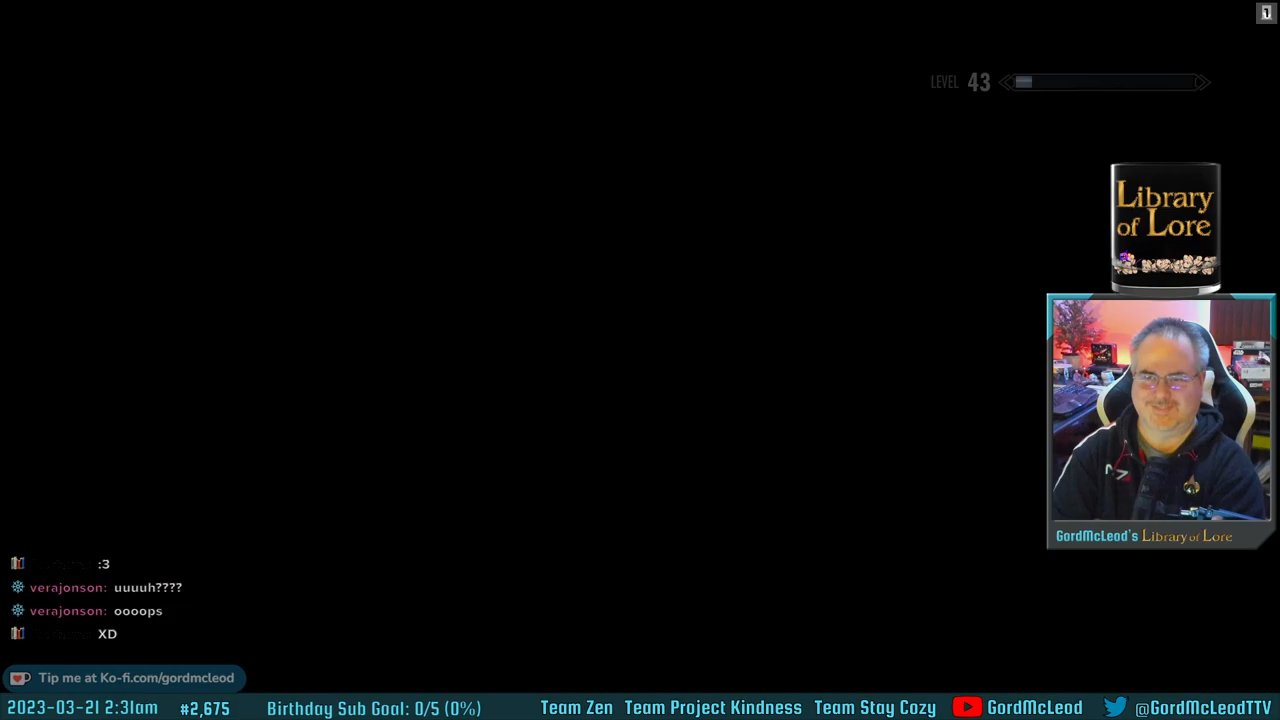 1
LEVEL 43
Library
of Lore
GordMcLeod's Library of Lore
:3
verajonson: uuuuh????
verajonson: oooops
XD
Tip me at Ko-fi.com/gordmcleod
2023-03-21 2:31am #2,675 Birthday Sub Goal: 0/5 (0%) Team Zen Team Project Kindness Team Stay Cozy GordMcLeod @GordMcLeodTTV